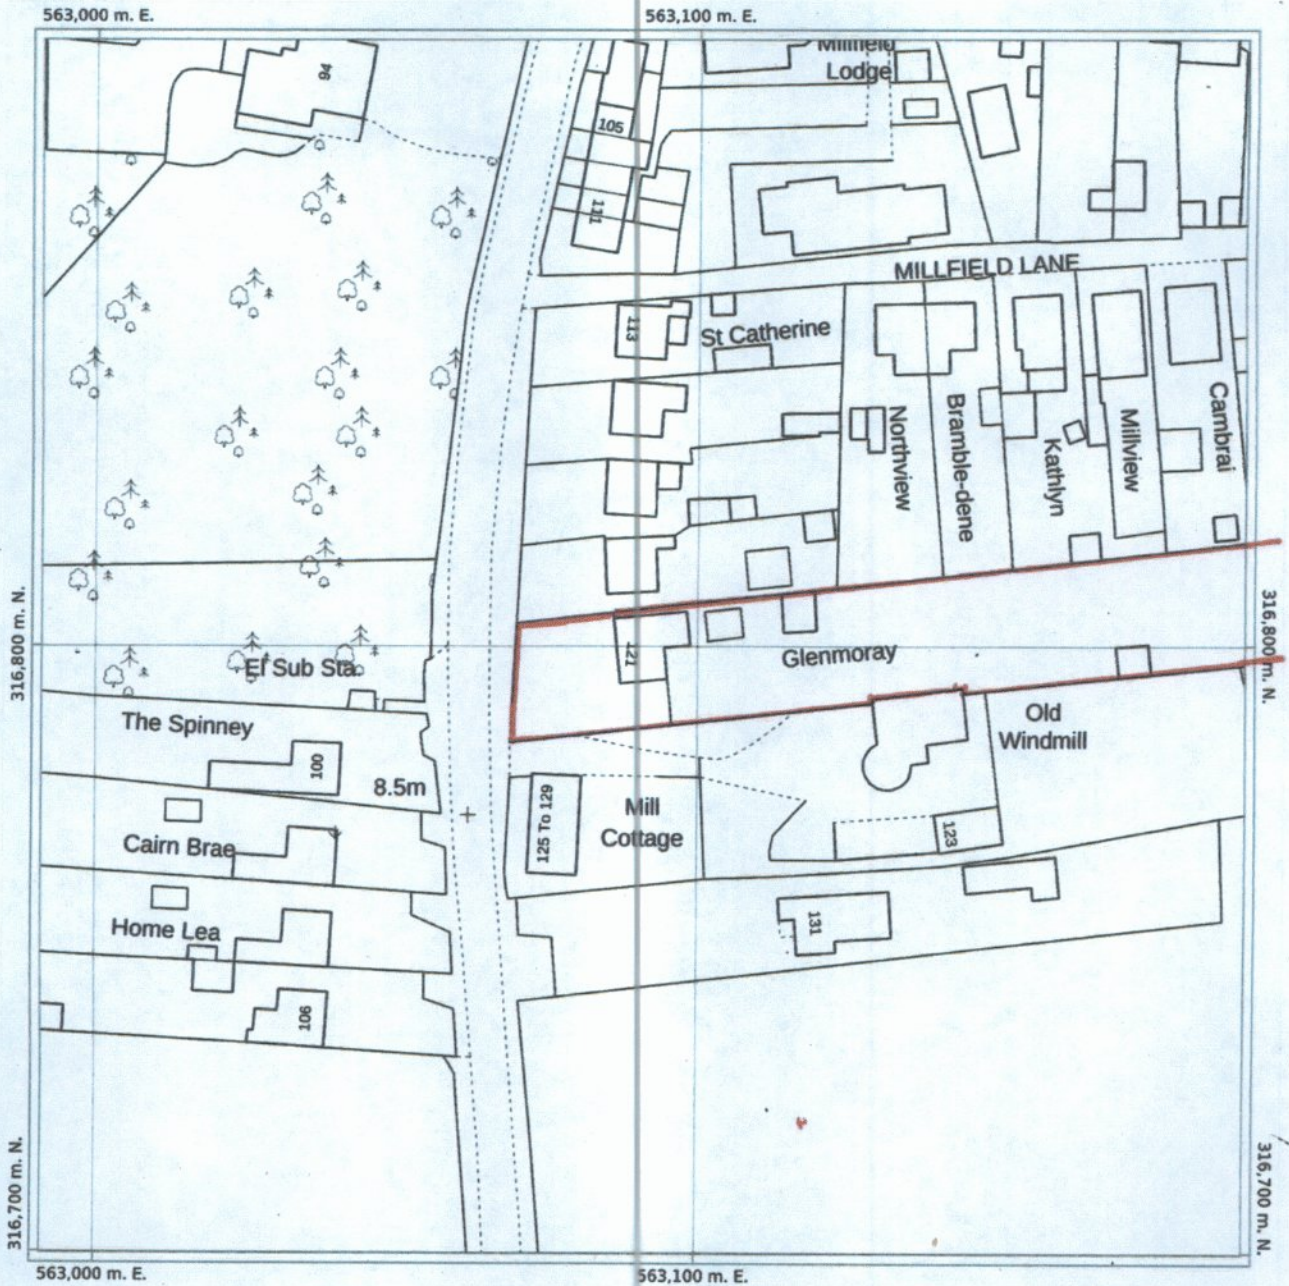 563,000 m. E.
563,100 m. E.
94
105
111
Millfield
Lodge
MILLFIELD LANE
113
St Catherine
Northview
Bramble-dene
Kathlyn
Millview
Cambrai
316,800 m. N.
316,800 m. N.
121
Glenmoray
El Sub Sta
The Spinney
100
8.5m
Old
Windmill
125 To 129
Mill
Cottage
123
Cairn Brae
Home Lea
131
106
316,700 m. N.
316,700 m. N.
563,000 m. E.
563,100 m. E.